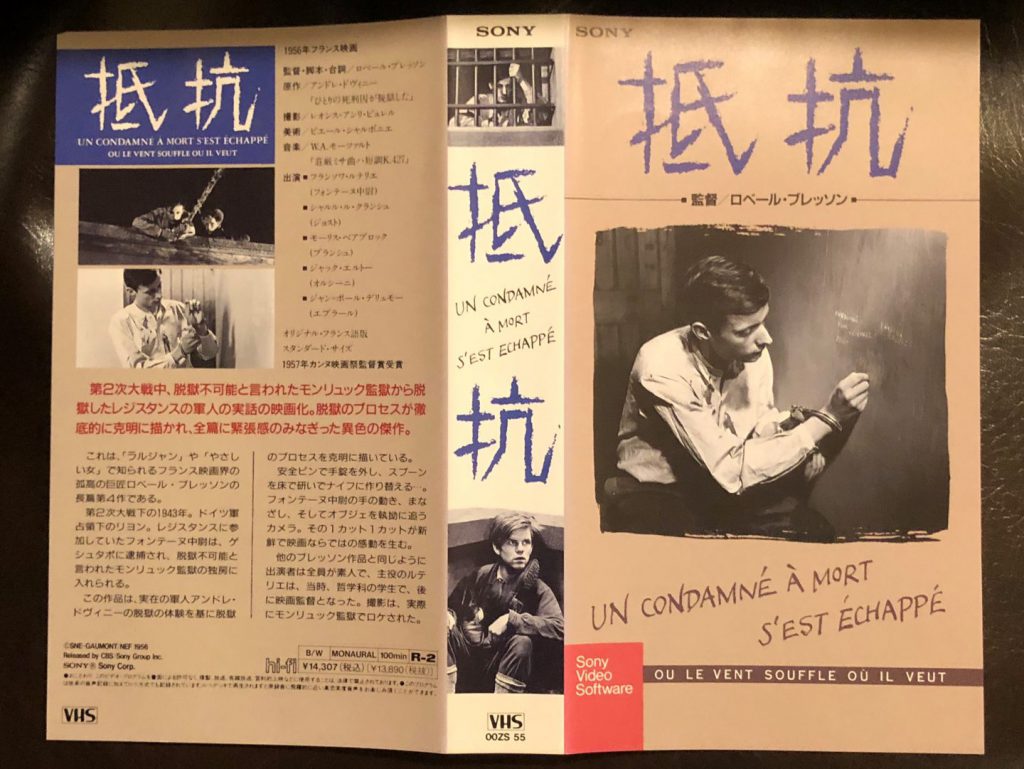 抵抗
UN CONDAMNÉ À MORT S'EST ÉCHAPPÉ
OU LE VENT SOUFFLE OÙ IL VEUT
1956年フランス映画
監督・脚本・台詞／ロベール・ブレッソン
原作／アンドレ・ドヴィニー
「ひとりの死刑囚が脱獄した」
撮影／レオンス・アンリ・ビュレル
美術／ピエール・シャルボニエ
音楽／W.A.モーツァルト
「荘厳ミサ曲ハ短調K.427」
出演■フランソワ・ルテリエ
(フォンテーヌ中尉)
■シャルル・ル・クランシュ
(ジョスト)
■モーリス・ベアブロック
(ブランシェ)
■ジャック・エルトー
(オルシーニ)
■ジャン=ポール・デリュモー
(エブラール)
オリジナル・フランス語版
スタンダード・サイズ
1957年カンヌ映画祭監督賞受賞
第2次大戦中、脱獄不可能と言われたモンリュック監獄から脱
獄したレジスタンスの軍人の実話の映画化。脱獄のプロセスが徹
底的に克明に描かれ、全篇に緊張感のみなぎった異色の傑作。
これは、「ラルジャン」や「やさし
い女」で知られるフランス映画界の
孤高の巨匠ロベール・ブレッソンの
長篇第4作である。
第2次大戦下の1943年。ドイツ軍
占領下のリヨン。レジスタンスに参
加していたフォンテーヌ中尉は、ゲ
シュタポに逮捕され、脱獄不可能と
言われたモンリュック監獄の独房に
入れられる。
この作品は、実在の軍人アンドレ・
ドヴィニーの脱獄の体験を基に脱獄
のプロセスを克明に描いている。
安全ピンで手錠を外し、スプーン
を床で研いでナイフに作り替える…。
フォンテーヌ中尉の手の動き、まな
ざし、そしてオブジェを執拗に追う
カメラ。その1カット1カットが新
鮮で映画ならではの感動を生む。
他のブレッソン作品と同じように
出演者は全員が素人で、主役のルテ
リエは、当時、哲学科の学生で、後
に映画監督となった。撮影は、実際
にモンリュック監獄でロケされた。
©SNE-GAUMONT NEF 1956
Released by CBS/Sony Group Inc.
SONY® Sony Corp.
hi-fi
B/W MONAURAL 100min R-2
¥14,307(税込) (¥13,890(税抜))
VHS
SONY
抵
UN CONDAMNÉ
À MORT
S'EST ECHAPPÉ
抗
VHS
00ZS 55
SONY
抵抗
■監督／ロベール・ブレッソン■
UN CONDAMNÉ À MORT
S'EST ÉCHAPPÉ
Sony
Video
Software
OU LE VENT SOUFFLE OÙ IL VEUT